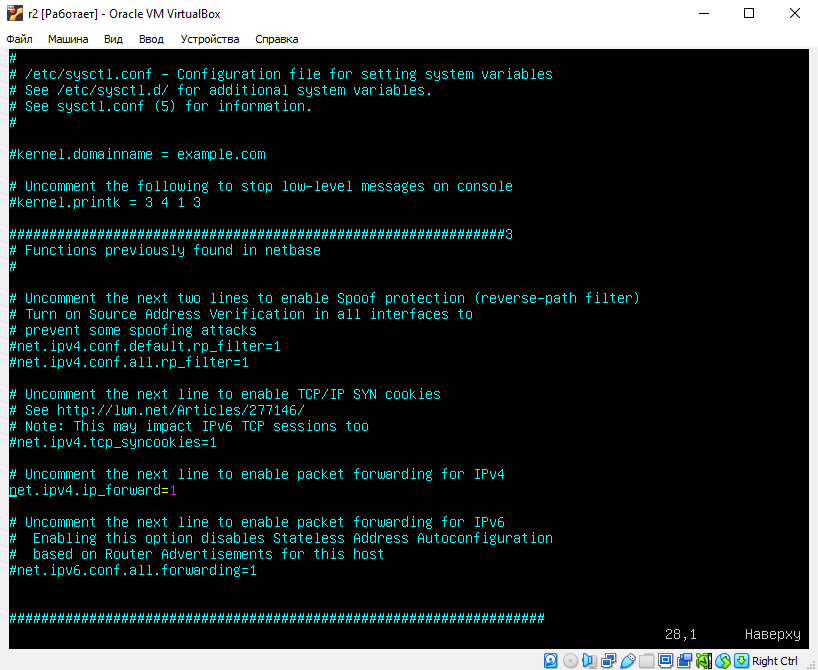 r2 [Работает] - Oracle VM VirtualBox
Файл Машина Вид Ввод Устройства Справка
#
# /etc/sysctl.conf - Configuration file for setting system variables
# See /etc/sysctl.d/ for additional system variables.
# See sysctl.conf (5) for information.
#
#kernel.domainname = example.com
# Uncomment the following to stop low-level messages on console
#kernel.printk = 3 4 1 3
##############################################################3
# Functions previously found in netbase
#
# Uncomment the next two lines to enable Spoof protection (reverse-path filter)
# Turn on Source Address Verification in all interfaces to
# prevent some spoofing attacks
#net.ipv4.conf.default.rp_filter=1
#net.ipv4.conf.all.rp_filter=1
# Uncomment the next line to enable TCP/IP SYN cookies
# See http://lwn.net/Articles/277146/
# Note: This may impact IPv6 TCP sessions too
#net.ipv4.tcp_syncookies=1
# Uncomment the next line to enable packet forwarding for IPv4
net.ipv4.ip_forward=1
# Uncomment the next line to enable packet forwarding for IPv6
#  Enabling this option disables Stateless Address Autoconfiguration
#  based on Router Advertisements for this host
#net.ipv6.conf.all.forwarding=1
###################################################################
28,1 Наверху
Right Ctrl